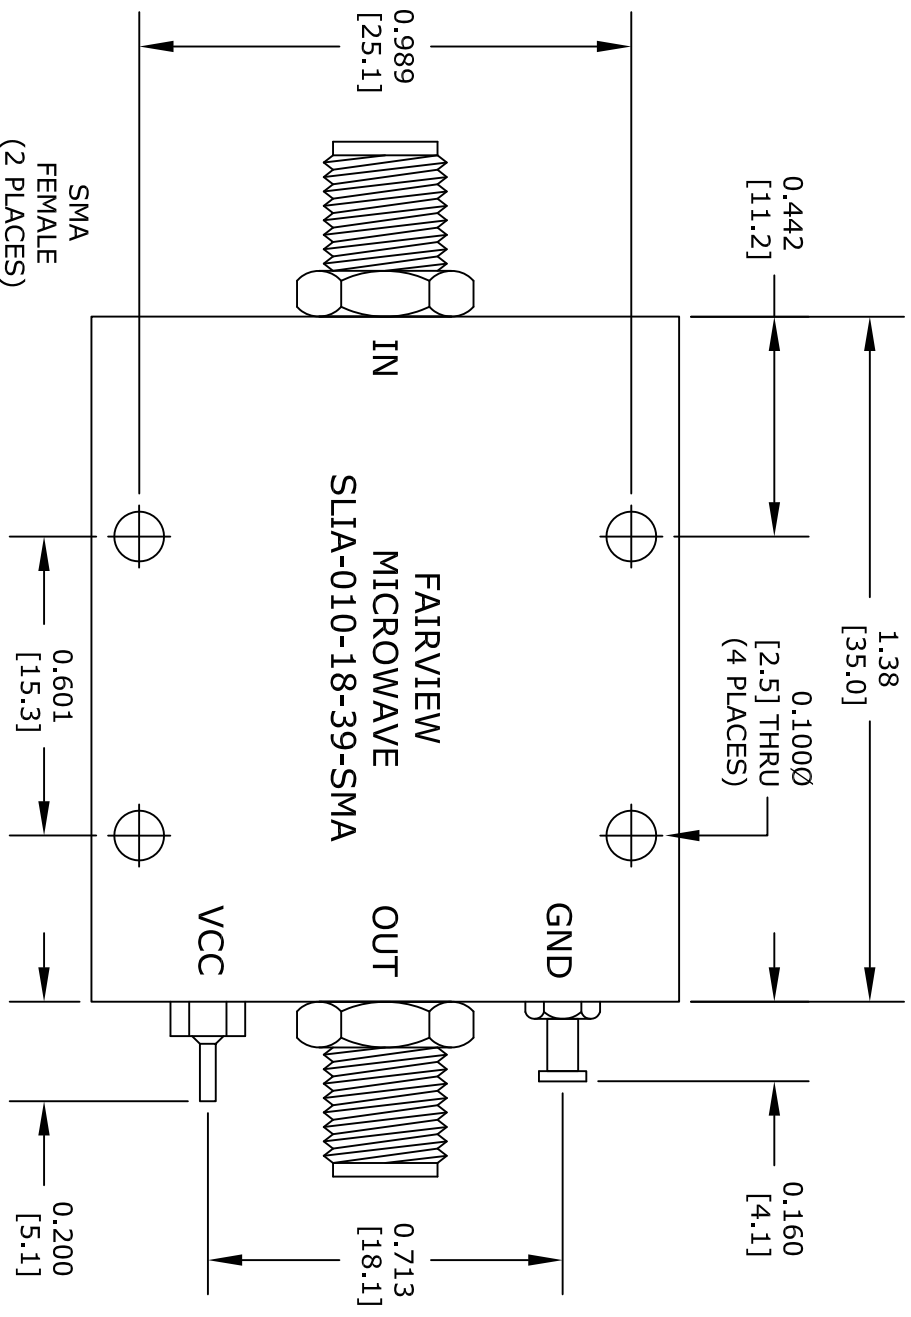 1.38
[35.0]
0.442
[11.2]
0.100Ø
[2.5] THRU
(4 PLACES)
0.160
[4.1]
0.989
[25.1]
IN
FAIRVIEW
MICROWAVE
SLIA-010-18-39-SMA
GND
OUT
VCC
0.713
[18.1]
SMA
FEMALE
(2 PLACES)
0.601
[15.3]
0.200
[5.1]